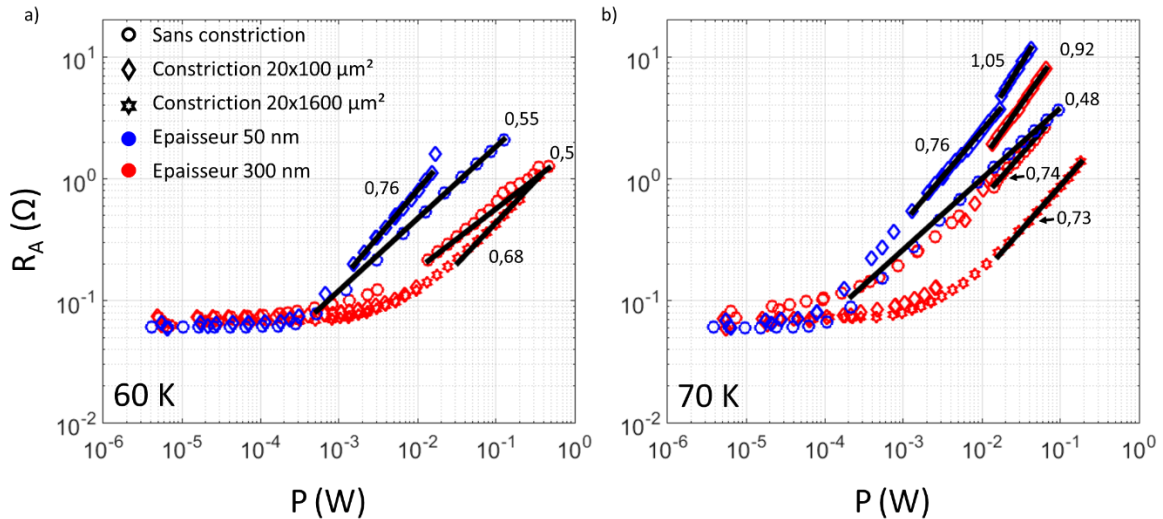 a)
Sans constriction
Constriction 20x100 µm²
Constriction 20x1600 µm²
Epaisseur 50 nm
Epaisseur 300 nm
0,55
0,5
0,76
0,68
60 K
10¹
10⁰
10⁻¹
10⁻²
R_A (Ω)
10⁻⁶ 10⁻⁵ 10⁻⁴ 10⁻³ 10⁻² 10⁻¹ 10⁰
P (W)
b)
1,05
0,92
0,48
0,76
0,74
0,73
70 K
10¹
10⁰
10⁻¹
10⁻²
10⁻⁶ 10⁻⁵ 10⁻⁴ 10⁻³ 10⁻² 10⁻¹ 10⁰
P (W)